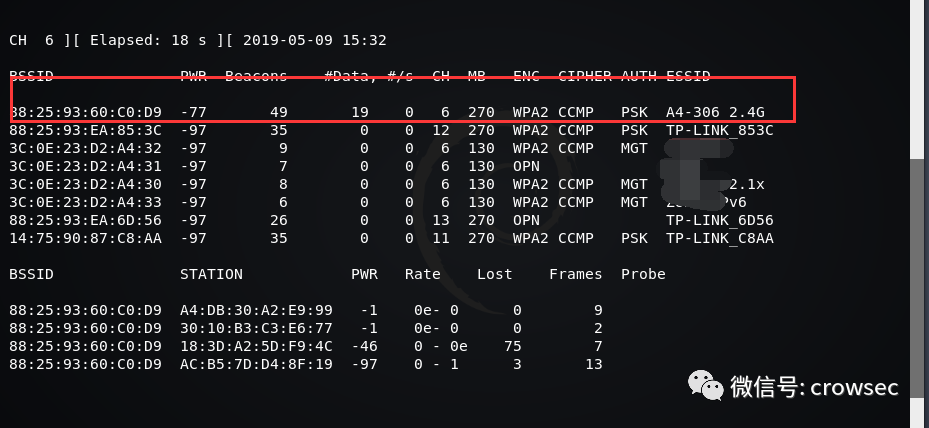 CH  6 ][ Elapsed: 18 s ][ 2019-05-09 15:32
BSSID              PWR  Beacons    #Data, #/s  CH  MB   ENC  CIPHER AUTH ESSID
88:25:93:60:C0:D9  -77       49       19    0   6  270  WPA2 CCMP   PSK  A4-306 2.4G
88:25:93:EA:85:3C  -97       35        0    0  12  270  WPA2 CCMP   PSK  TP-LINK_853C
3C:0E:23:D2:A4:32  -97        9        0    0   6  130  WPA2 CCMP   MGT
3C:0E:23:D2:A4:31  -97        7        0    0   6  130  OPN
3C:0E:23:D2:A4:30  -97        8        0    0   6  130  WPA2 CCMP   MGT         2.1x
3C:0E:23:D2:A4:33  -97        6        0    0   6  130  WPA2 CCMP   MGT         v6
88:25:93:EA:6D:56  -97       26        0    0  13  270  OPN              TP-LINK_6D56
14:75:90:87:C8:AA  -97       35        0    0  11  270  WPA2 CCMP   PSK  TP-LINK_C8AA
BSSID              STATION            PWR   Rate    Lost    Frames  Probe
88:25:93:60:C0:D9  A4:DB:30:A2:E9:99   -1    0e- 0      0        9
88:25:93:60:C0:D9  30:10:B3:C3:E6:77   -1    0e- 0      0        2
88:25:93:60:C0:D9  18:3D:A2:5D:F9:4C  -46    0 - 0e    75        7
88:25:93:60:C0:D9  AC:B5:7D:D4:8F:19  -97    0 - 1      3       13
微信号: crowsec